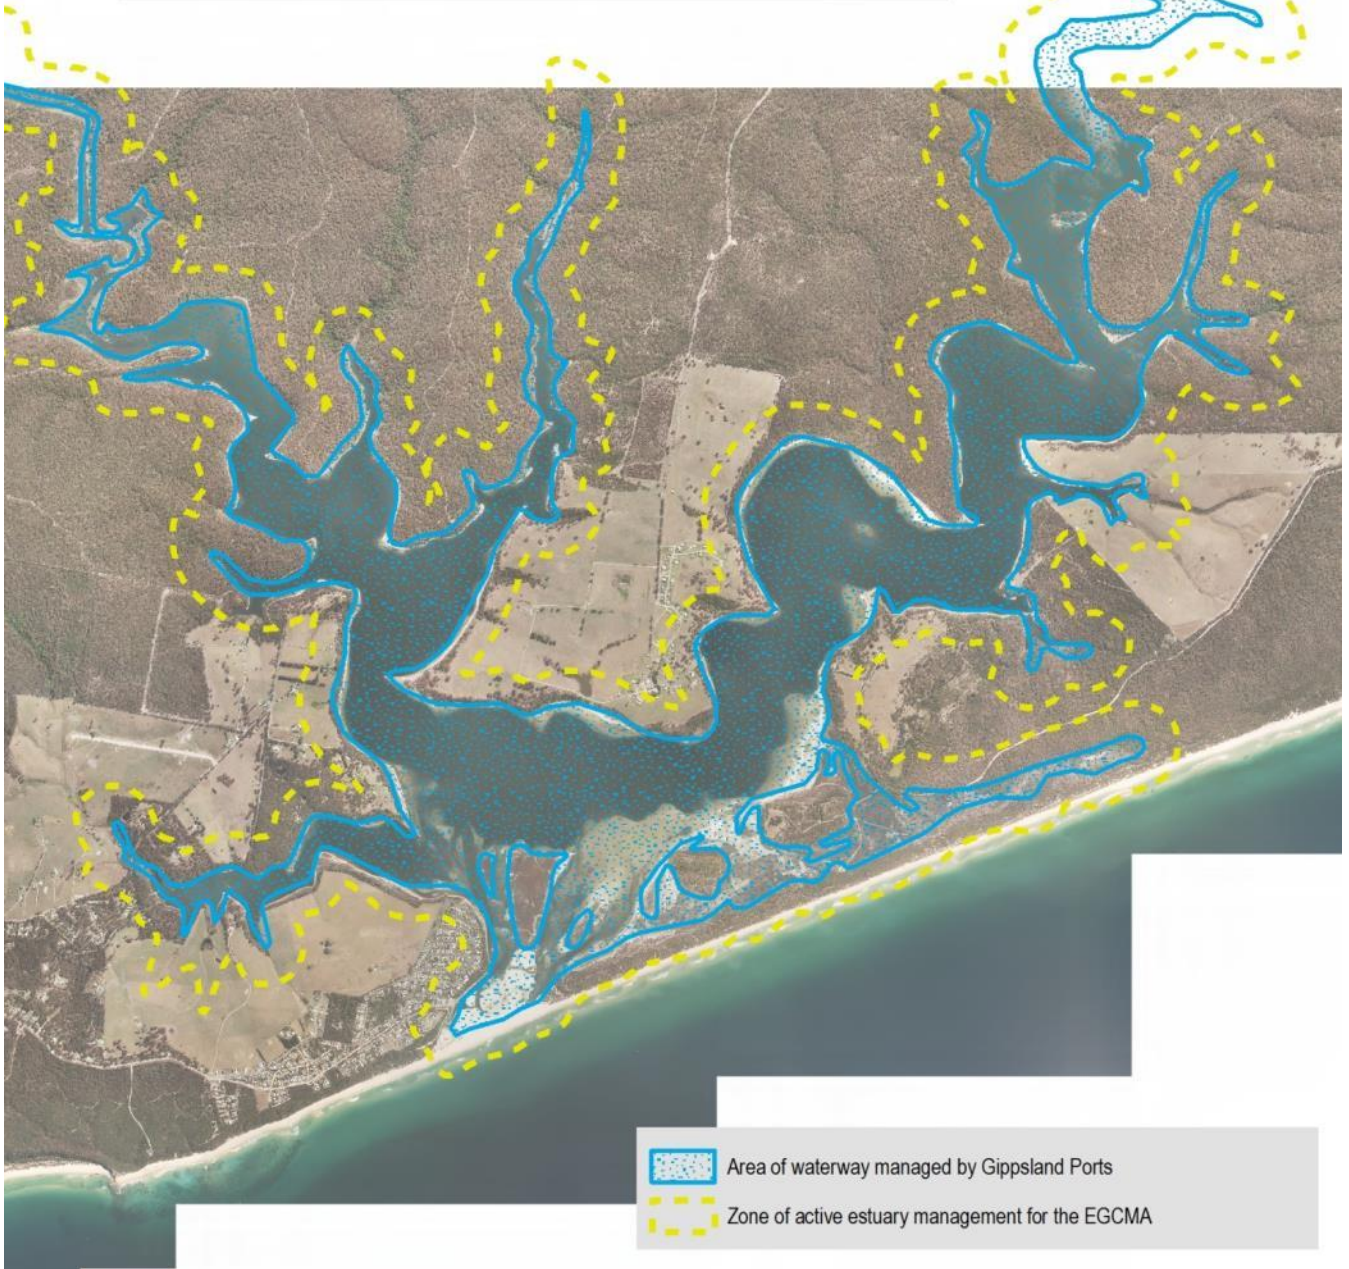 Area of waterway managed by Gippsland Ports
Zone of active estuary management for the EGCMA